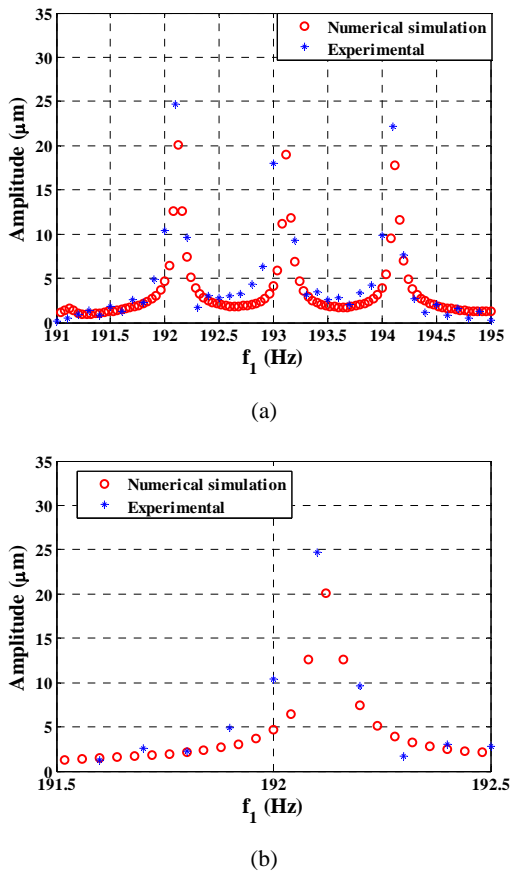 35
30
25
20
15
10
5
0
Amplitude (μm)
Numerical simulation
Experimental
191 191.5 192 192.5 193 193.5 194 194.5 195
f_1 (Hz)
(a)
35
30
25
20
15
10
5
0
Amplitude (μm)
Numerical simulation
Experimental
191.5 192 192.5
f_1 (Hz)
(b)